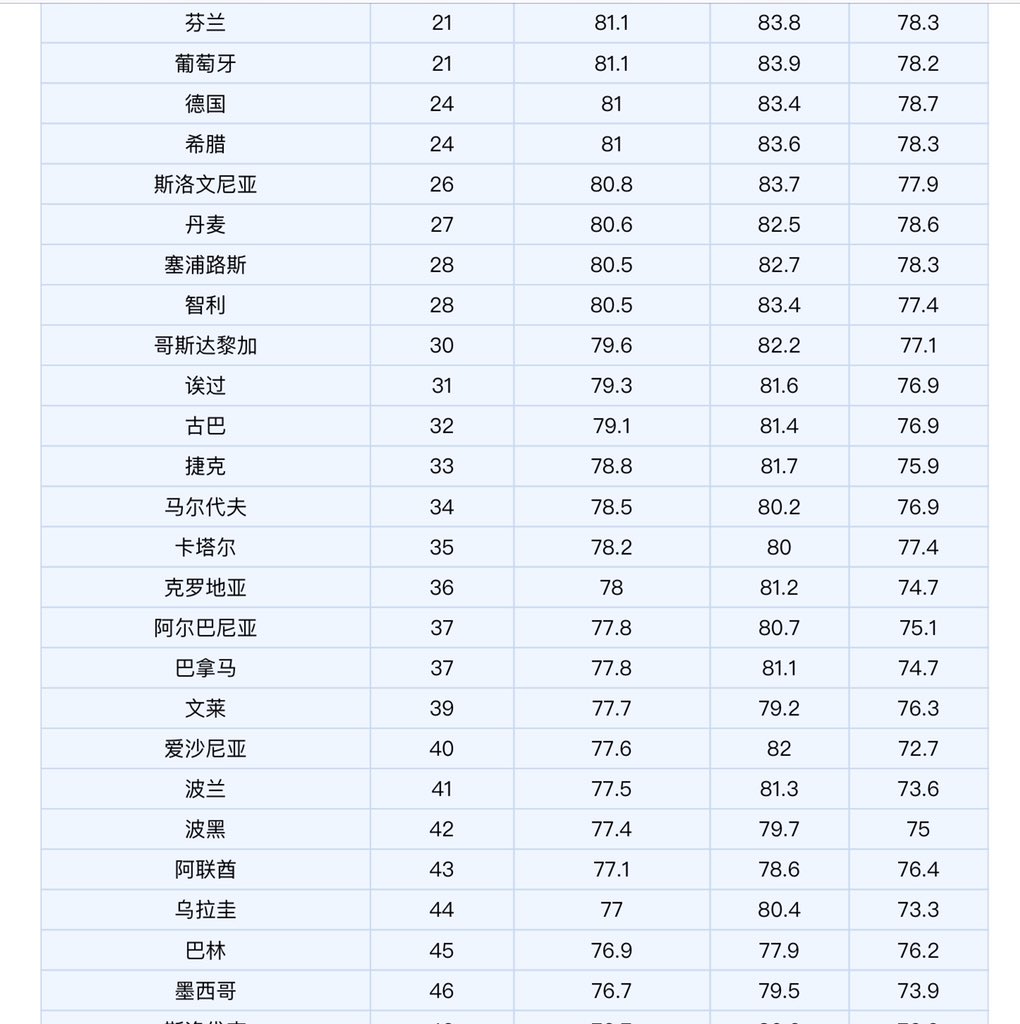 芬兰 21 81.1 83.8 78.3
葡萄牙 21 81.1 83.9 78.2
德国 24 81 83.4 78.7
希腊 24 81 83.6 78.3
斯洛文尼亚 26 80.8 83.7 77.9
丹麦 27 80.6 82.5 78.6
塞浦路斯 28 80.5 82.7 78.3
智利 28 80.5 83.4 77.4
哥斯达黎加 30 79.6 82.2 77.1
诶过 31 79.3 81.6 76.9
古巴 32 79.1 81.4 76.9
捷克 33 78.8 81.7 75.9
马尔代夫 34 78.5 80.2 76.9
卡塔尔 35 78.2 80 77.4
克罗地亚 36 78 81.2 74.7
阿尔巴尼亚 37 77.8 80.7 75.1
巴拿马 37 77.8 81.1 74.7
文莱 39 77.7 79.2 76.3
爱沙尼亚 40 77.6 82 72.7
波兰 41 77.5 81.3 73.6
波黑 42 77.4 79.7 75
阿联酋 43 77.1 78.6 76.4
乌拉圭 44 77 80.4 73.3
巴林 45 76.9 77.9 76.2
墨西哥 46 76.7 79.5 73.9